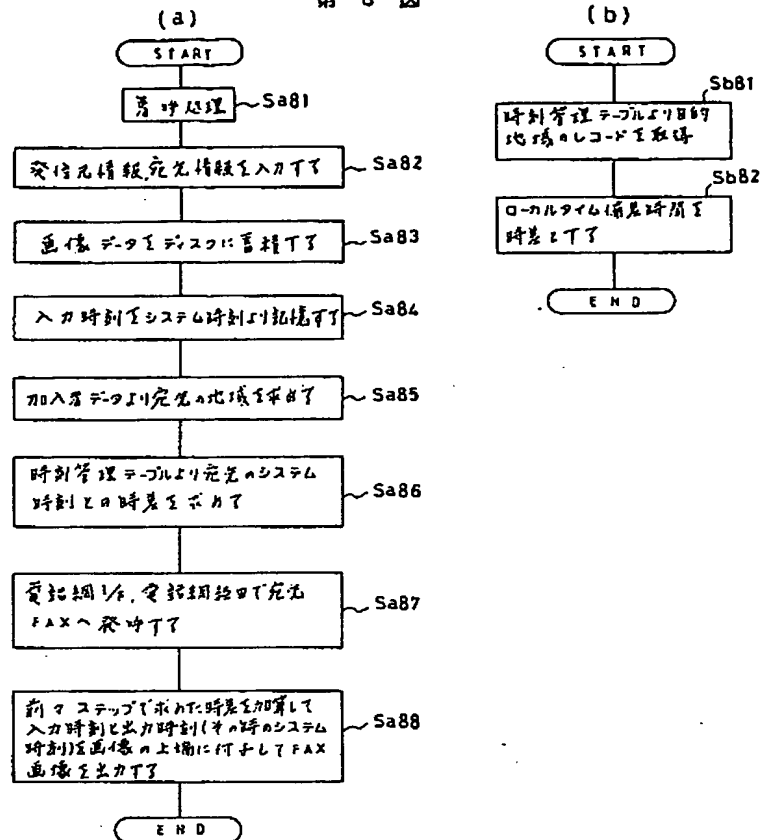 第 8 図
(a)
START
着呼処理 Sa81
発信元情報,宛先情報を入力する Sa82
画像データをディスクに蓄積する Sa83
入力時刻をシステム時刻より記憶する Sa84
加入者データより宛先の地域を求める Sa85
時刻管理テーブルより宛先のシステム
時刻との時差を求める Sa86
電話網I/F,電話網経由で宛先
FAXへ発呼する Sa87
前々ステップで求めた時差を加算して
入力時刻と出力時刻(その時のシステム
時刻)を画像の上端に付与してFAX
画像を出力する Sa88
END
(b)
START
Sb81
時刻管理テーブルより目的
地域のレコードを取得
Sb82
ローカルタイム偏差時間を
時差とする
END